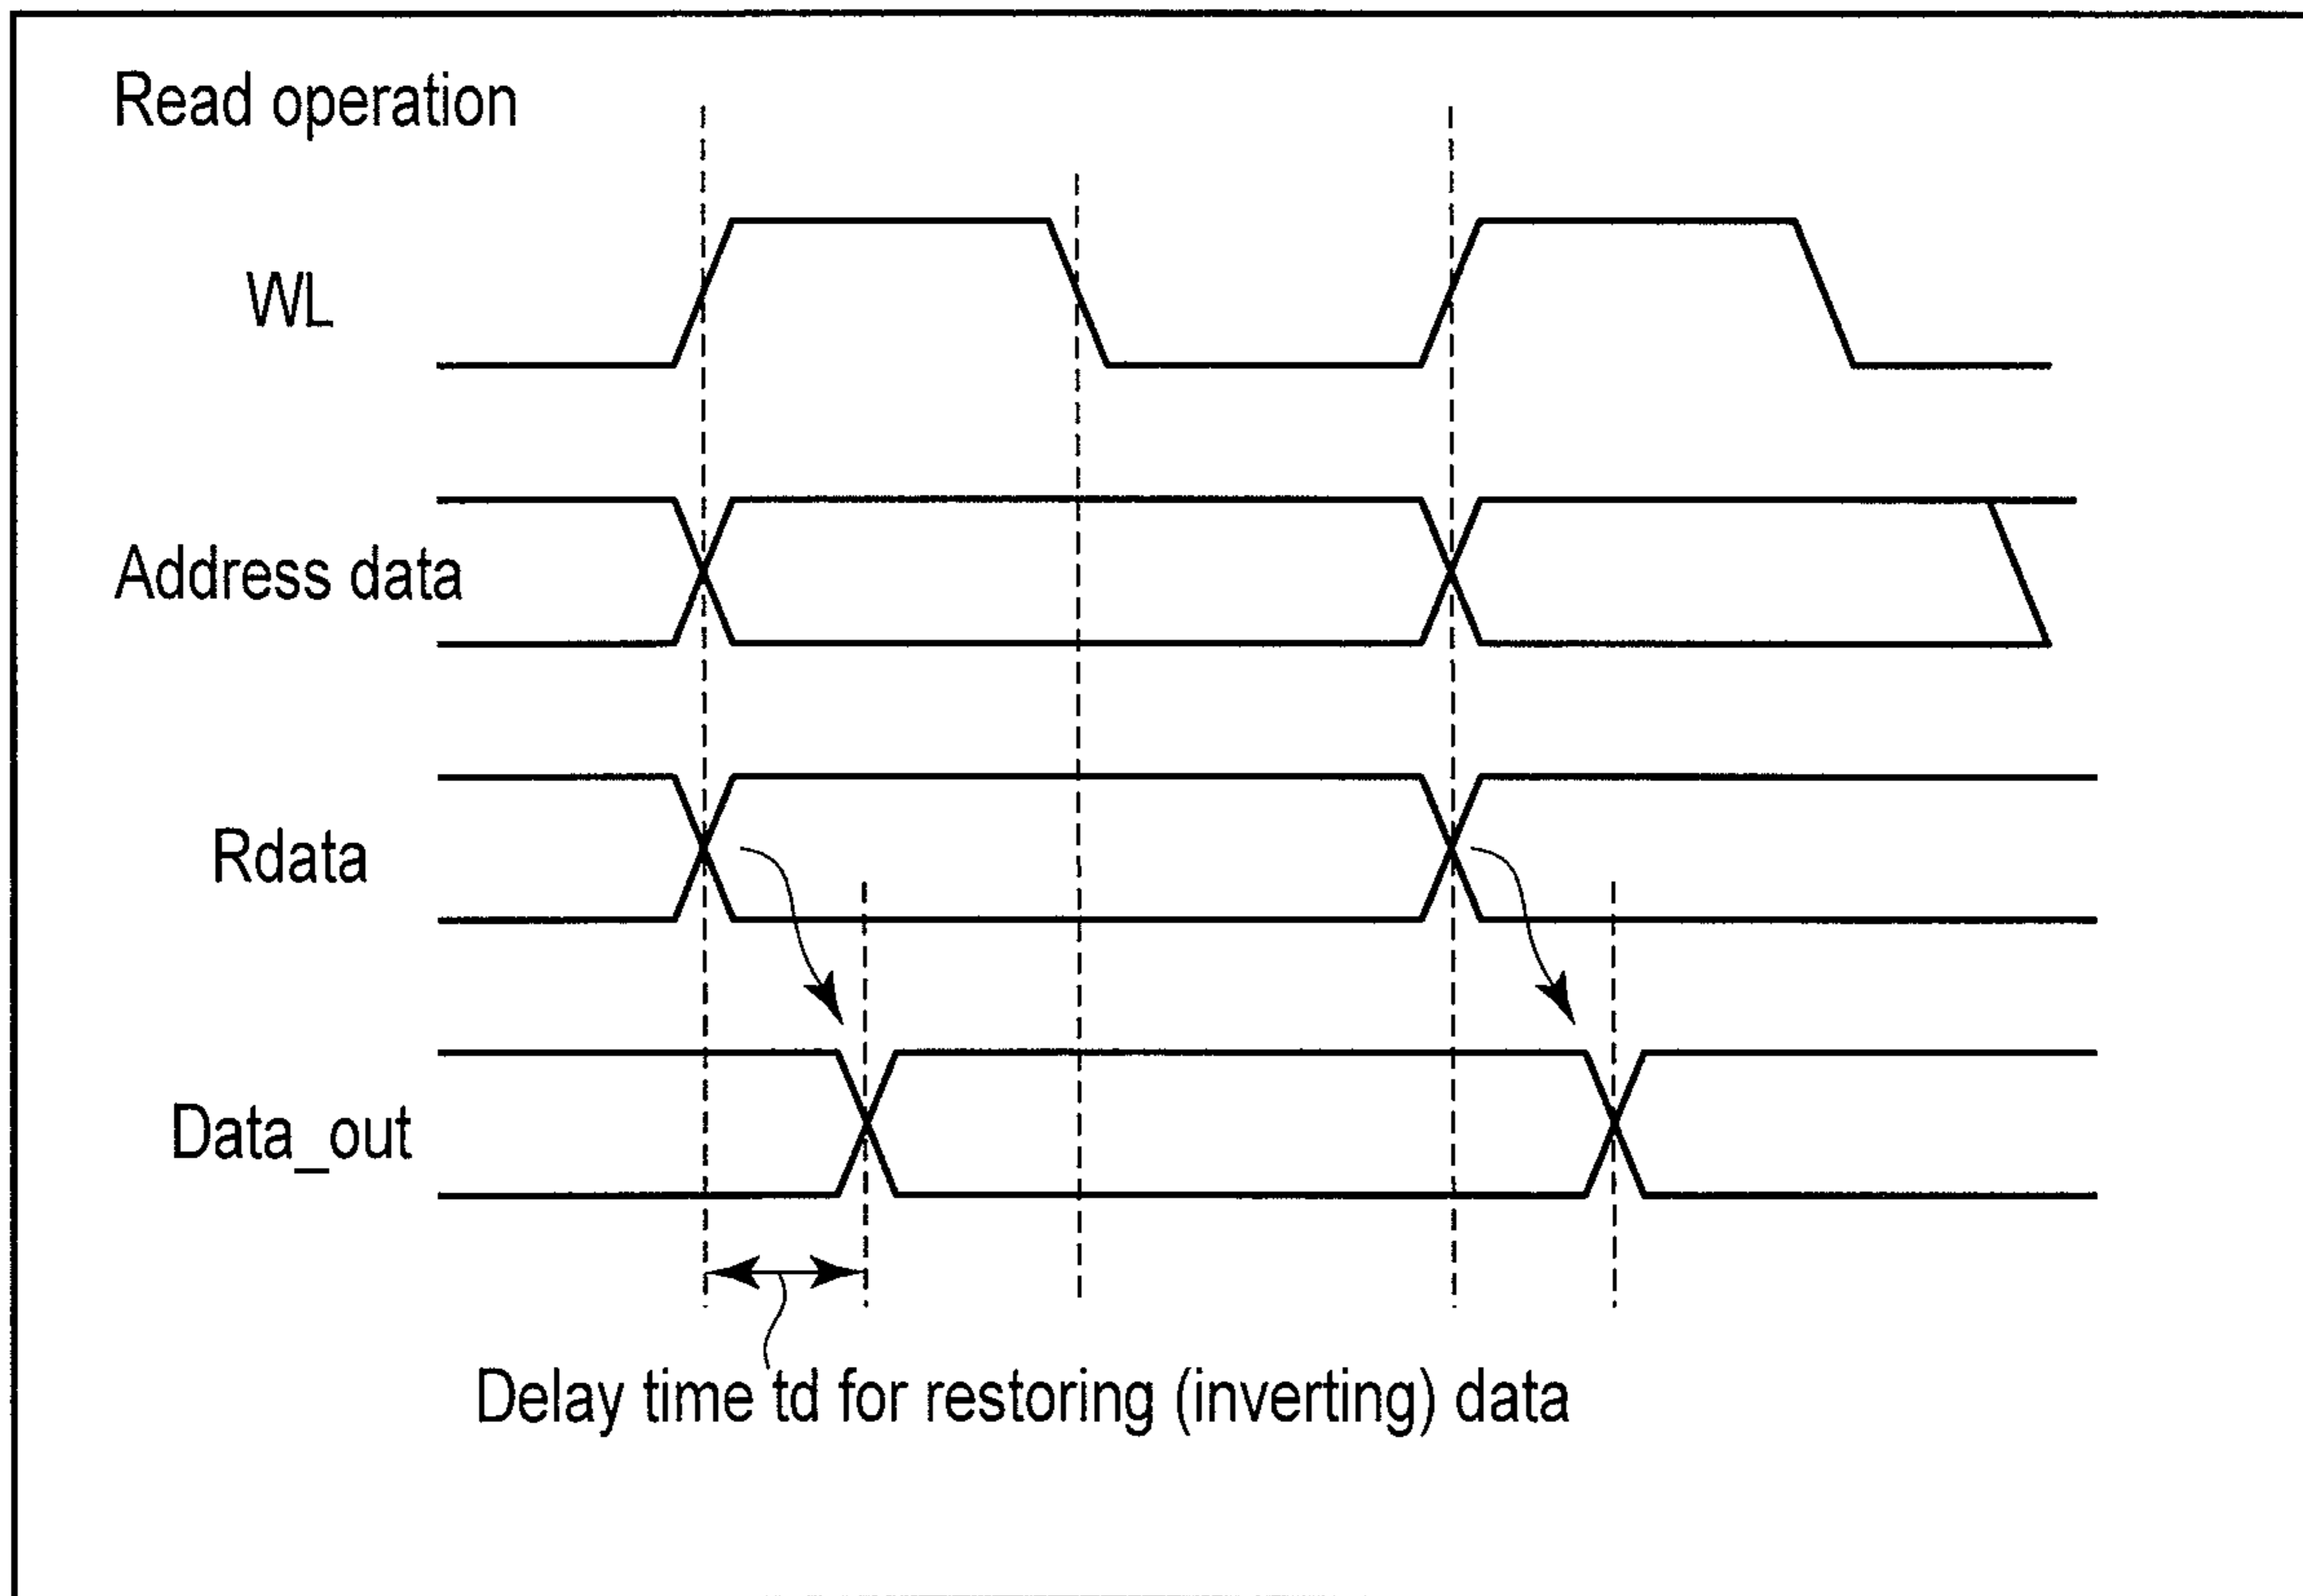 Read operation
WL
Address data
Rdata
Data_out
Delay time td for restoring (inverting) data